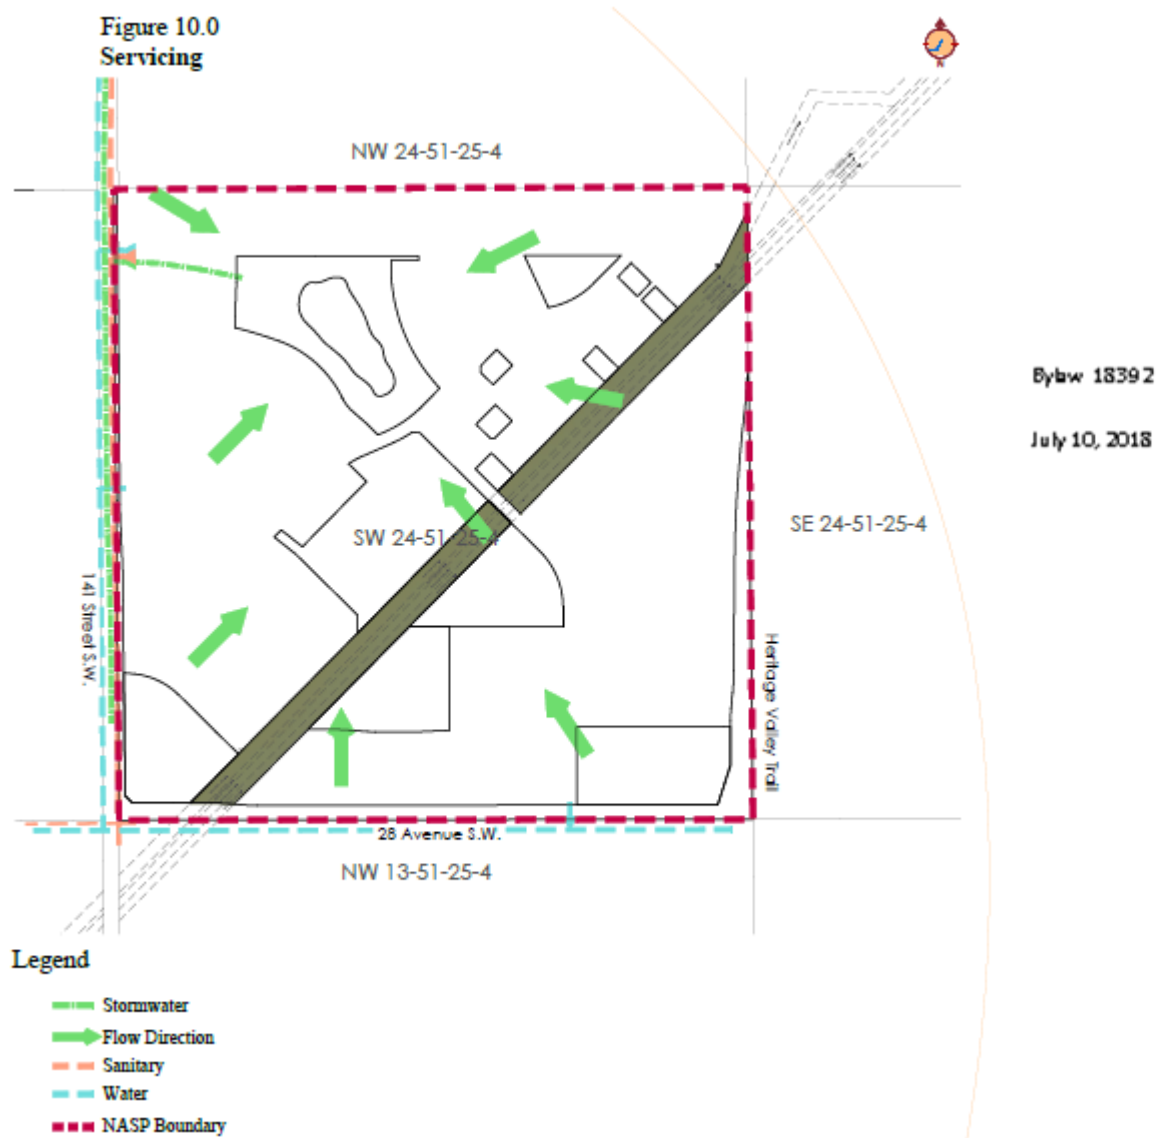 Figure 10.0
Servicing
N
NW 24-51-25-4
Bylaw 18392
July 10, 2018
SW 24-51-25-4
SE 24-51-25-4
141 Street S.W.
Heritage Valley Trail
28 Avenue S.W.
NW 13-51-25-4
Legend
Stormwater
Flow Direction
Sanitary
Water
NASP Boundary